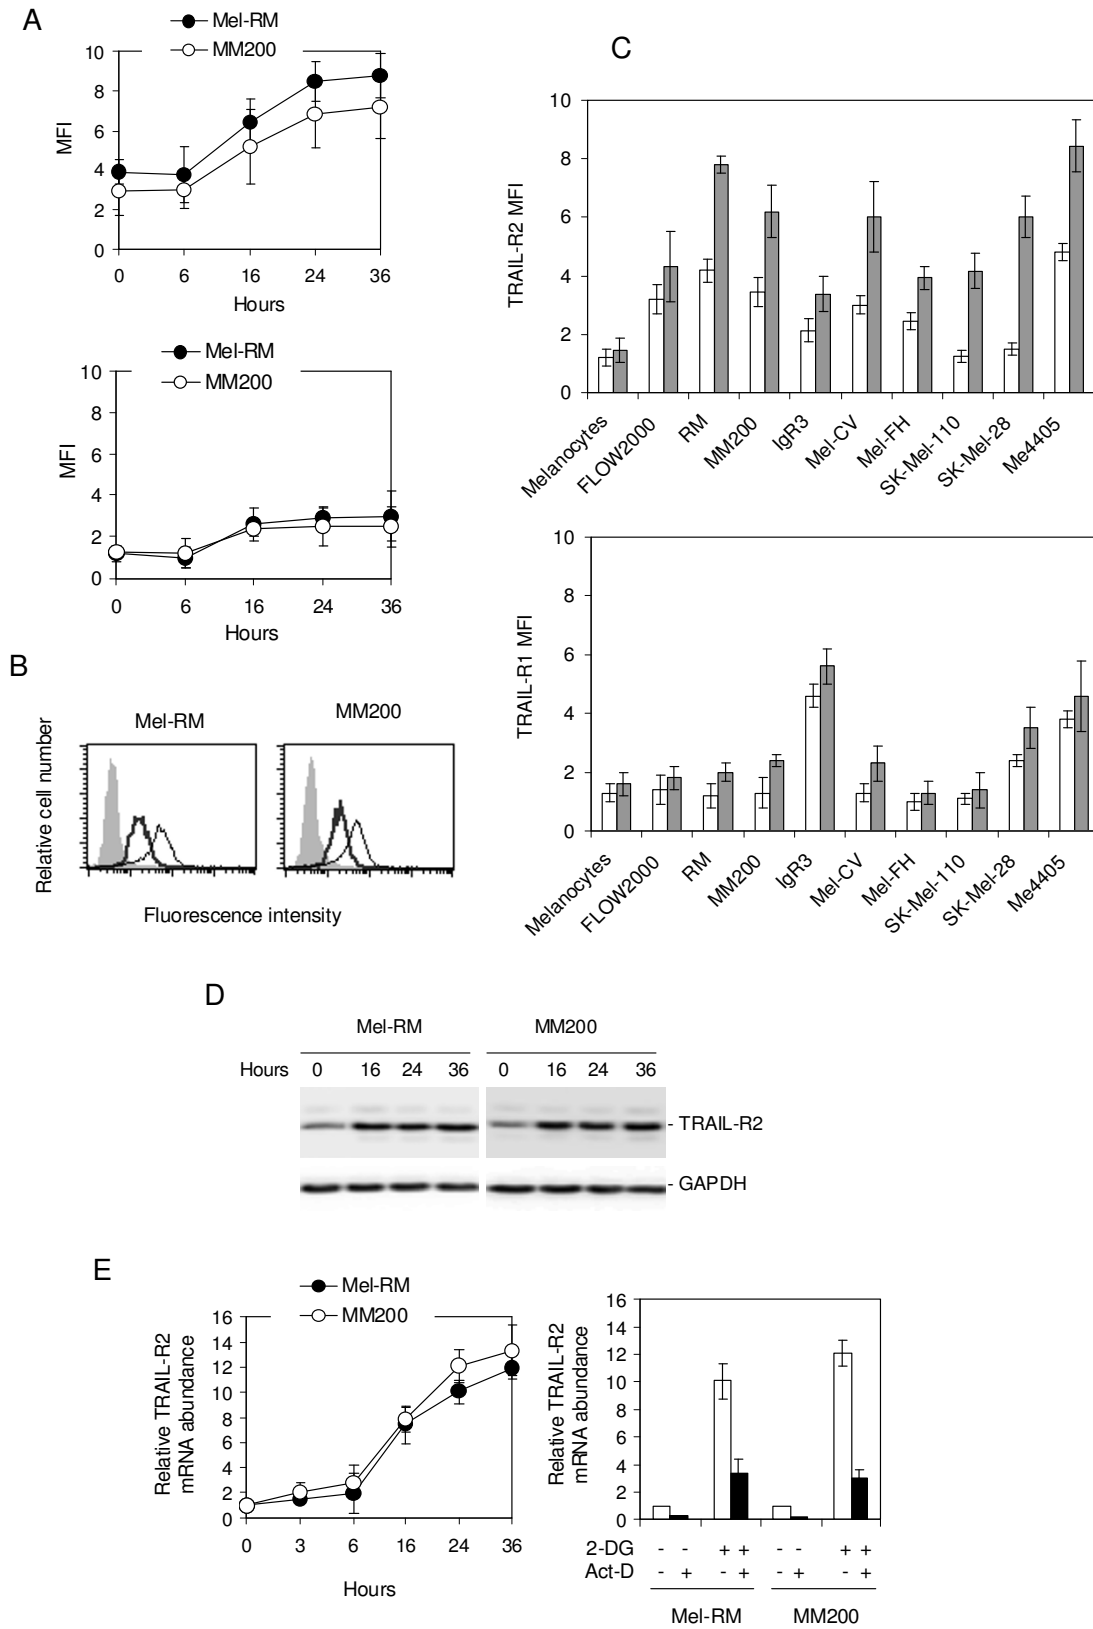 A
Mel-RM
MM200
10
8
6
4
2
0
MFI
0 6 16 24 36
Hours
Mel-RM
MM200
10
8
6
4
2
0
MFI
0 6 16 24 36
Hours
B
Mel-RM MM200
Relative cell number
Fluorescence intensity
C
10
8
6
4
2
0
TRAIL-R2 MFI
Melanocytes FLOW2000 RM MM200 IgR3 Mel-CV Mel-FH SK-Mel-110 SK-Mel-28 Me4405
10
8
6
4
2
0
TRAIL-R1 MFI
Melanocytes FLOW2000 RM MM200 IgR3 Mel-CV Mel-FH SK-Mel-110 SK-Mel-28 Me4405
D
Mel-RM MM200
Hours 0 16 24 36 0 16 24 36
- TRAIL-R2
- GAPDH
E
Mel-RM
MM200
16
14
12
10
8
6
4
2
0
Relative TRAIL-R2
mRNA abundance
0 3 6 16 24 36
Hours
16
14
12
10
8
6
4
2
0
Relative TRAIL-R2
mRNA abundance
2-DG - - + + - - + +
Act-D - + - + - + - +
Mel-RM MM200